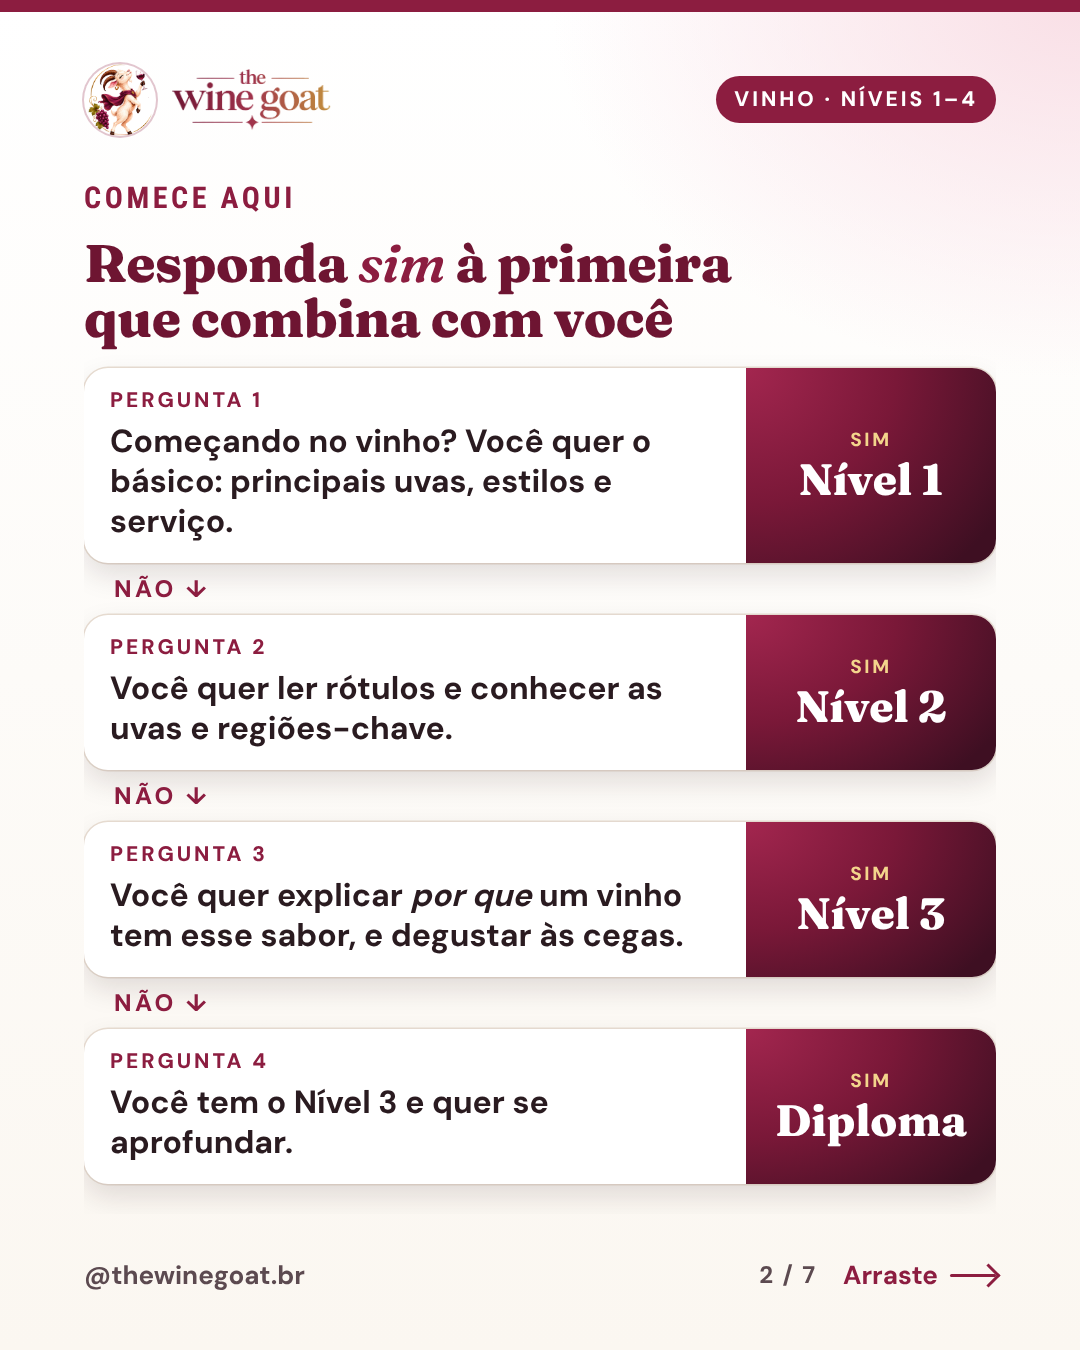 the
wine goat
VINHO · NÍVEIS 1–4
COMECE AQUI
Responda sim à primeira
que combina com você
PERGUNTA 1
Começando no vinho? Você quer o
básico: principais uvas, estilos e
serviço.
SIM
Nível 1
NÃO ↓
PERGUNTA 2
Você quer ler rótulos e conhecer as
uvas e regiões-chave.
SIM
Nível 2
NÃO ↓
PERGUNTA 3
Você quer explicar por que um vinho
tem esse sabor, e degustar às cegas.
SIM
Nível 3
NÃO ↓
PERGUNTA 4
Você tem o Nível 3 e quer se
aprofundar.
SIM
Diploma
@thewinegoat.br
2 / 7
Arraste →